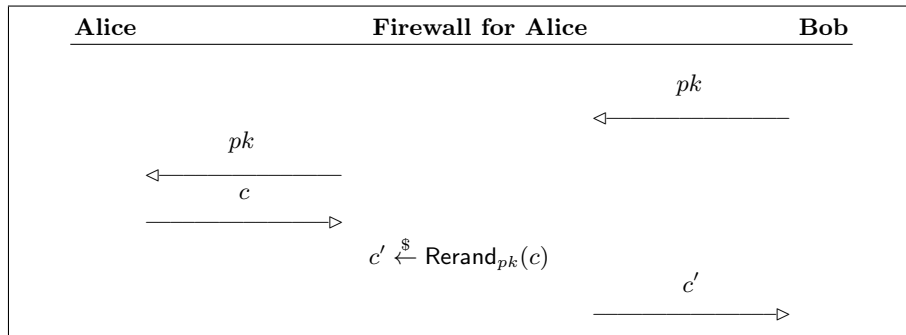 Alice Firewall for Alice Bob
pk
pk
c
c′ $← Rerand_pk(c)
c′